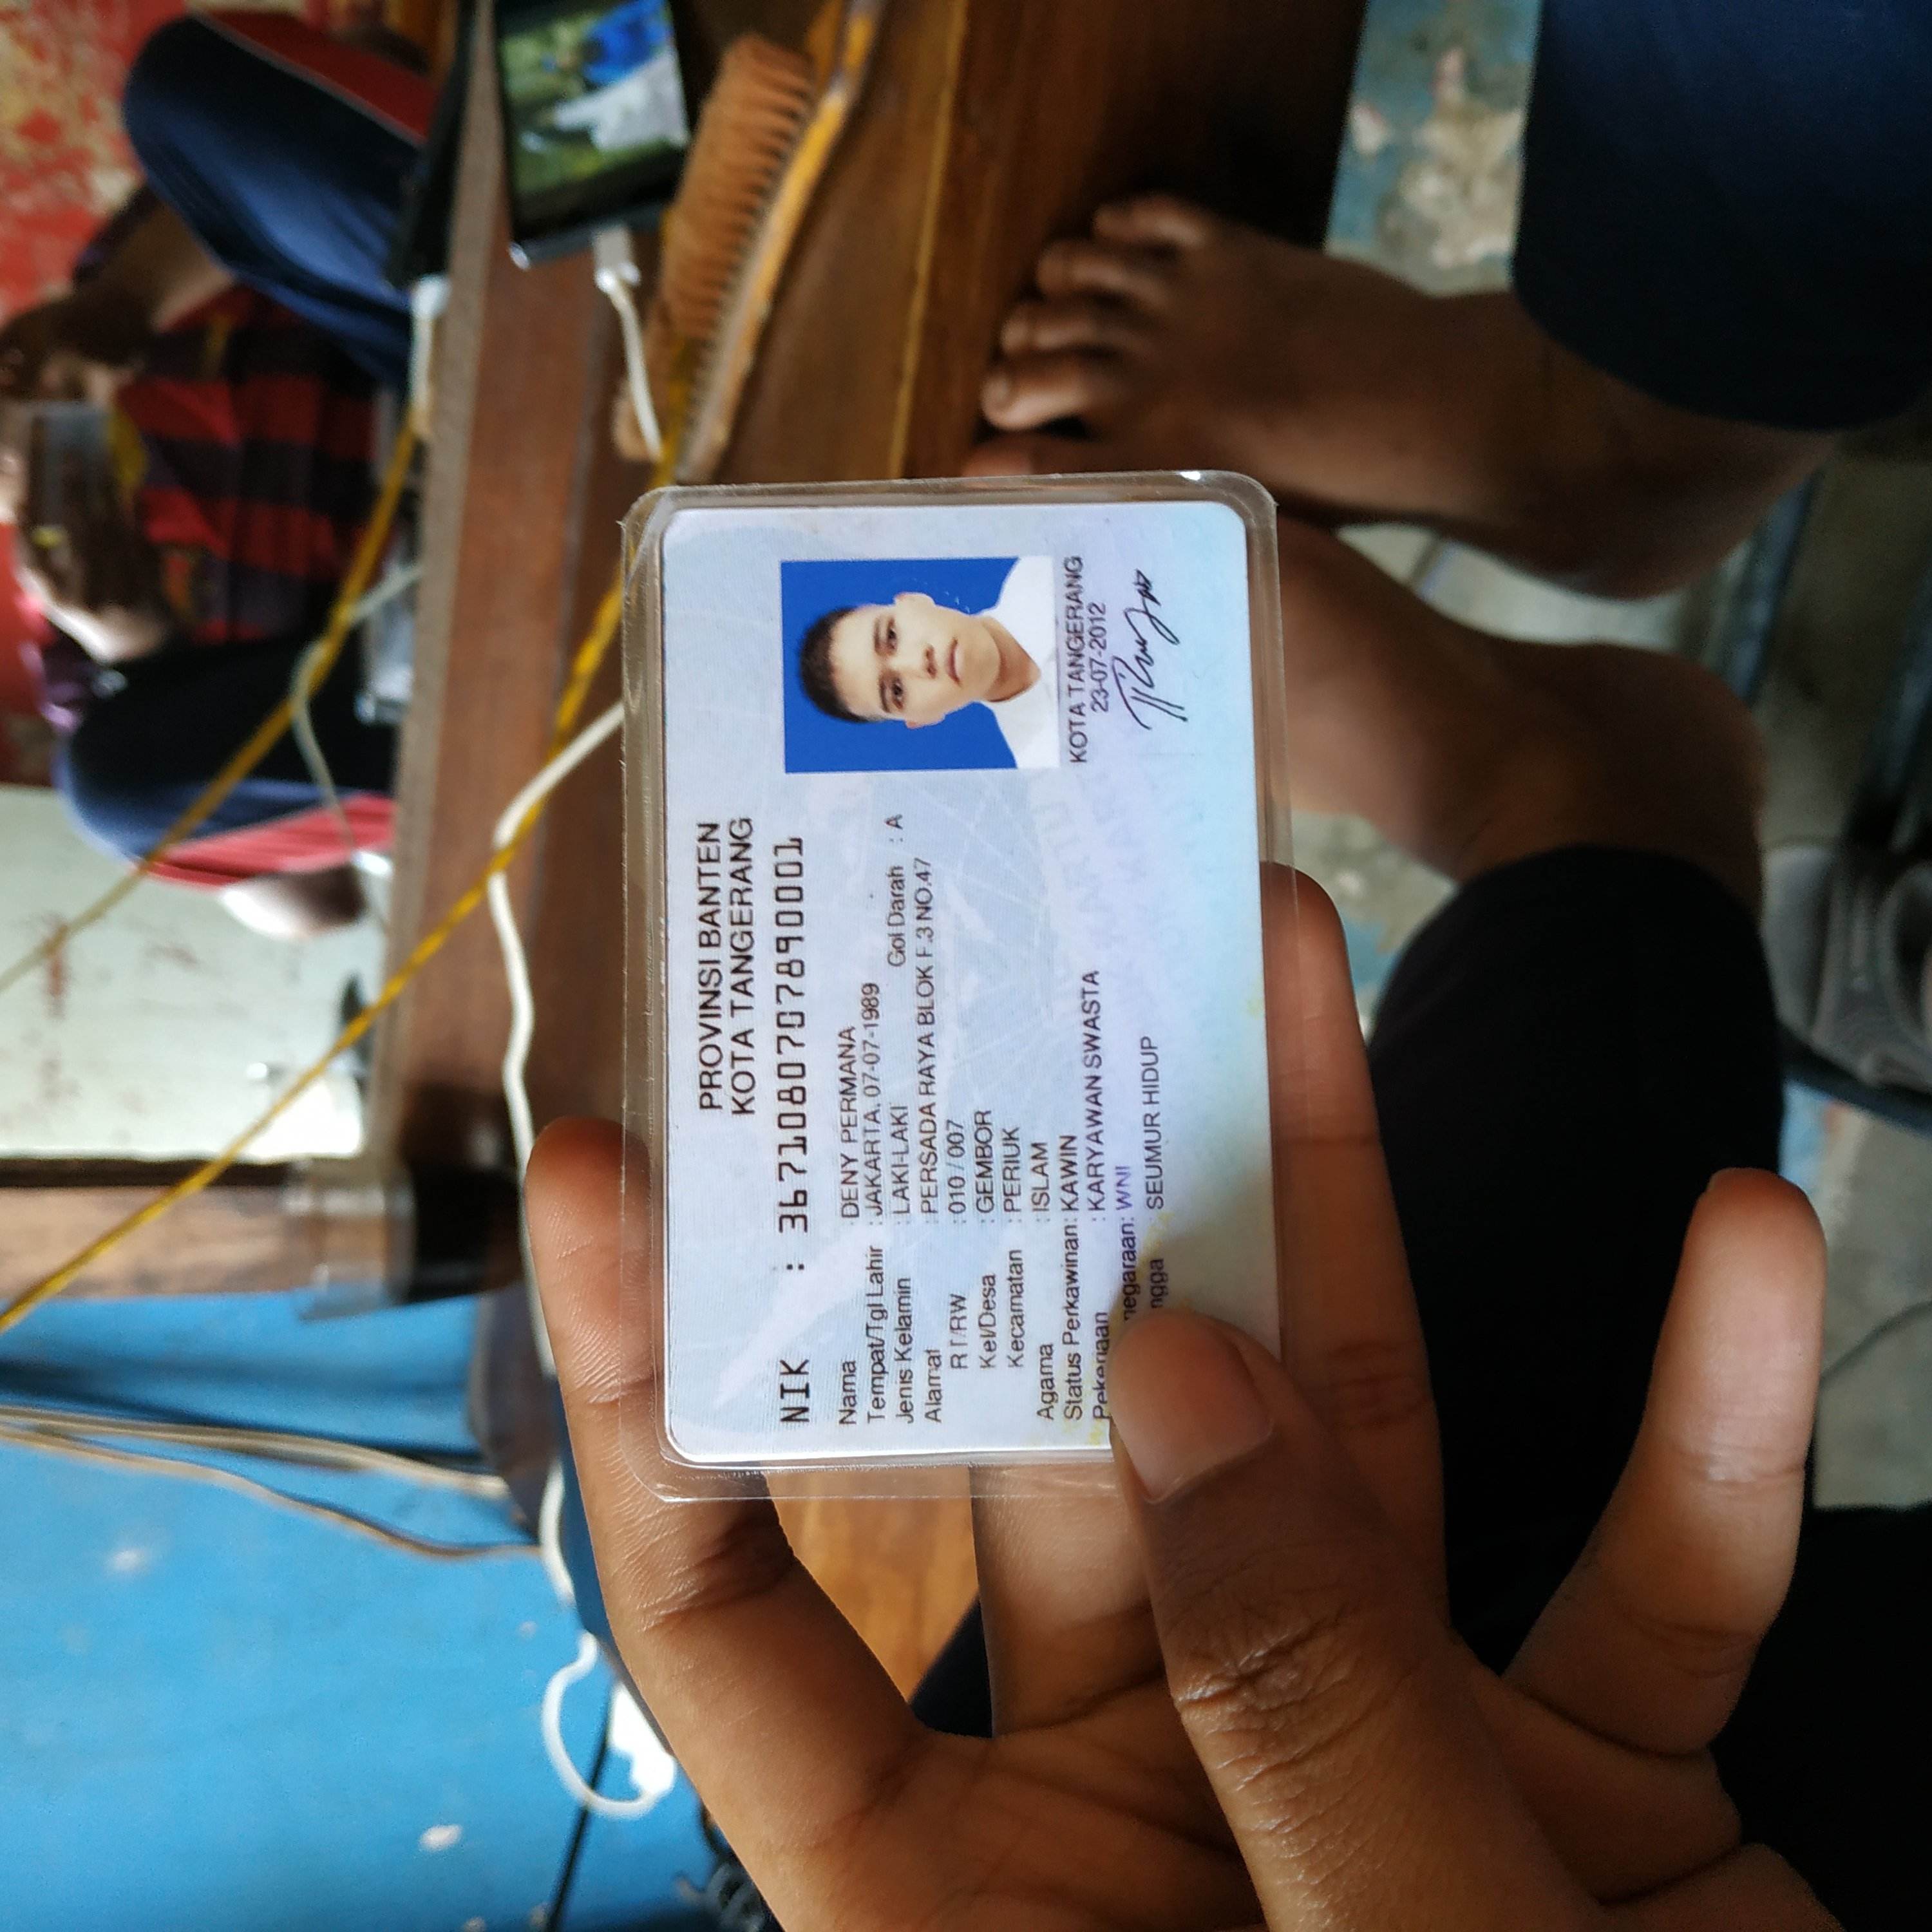 PROVINSI BANTEN
KOTA TANGERANG
NIK : 3671080707890001
Nama : DENY PERMANA
Tempat/Tgl Lahir : JAKARTA, 07-07-1989
Jenis Kelamin : LAKI-LAKI Gol Darah : A
Alamat : PERSADA RAYA BLOK F.3 NO.47
RT/RW : 010 / 007
Kel/Desa : GEMBOR
Kecamatan : PERIUK
Agama : ISLAM
Status Perkawinan: KAWIN
Pekerjaan : KARYAWAN SWASTA
negaraan: WNI
ngga SEUMUR HIDUP
KOTA TANGERANG
23-07-2012